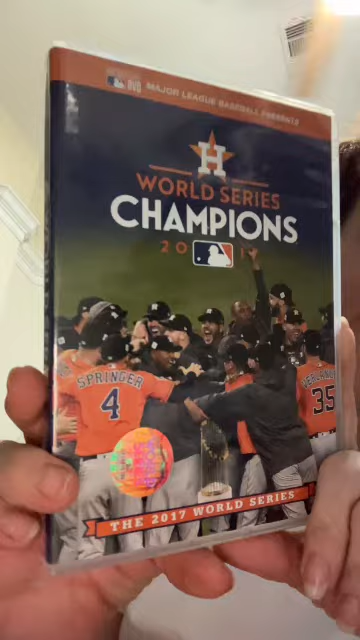 DVD MAJOR LEAGUE BASEBALL PRESENTS
H
WORLD SERIES
CHAMPIONS
20 1
SPRINGER
4
35
THE 2017 WORLD SERIES